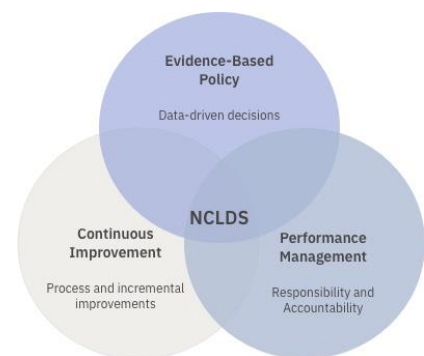 Evidence-Based
Policy
Data-driven decisions
NCLDS
Continuous
Improvement
Process and incremental
improvements
Performance
Management
Responsibility and
Accountability